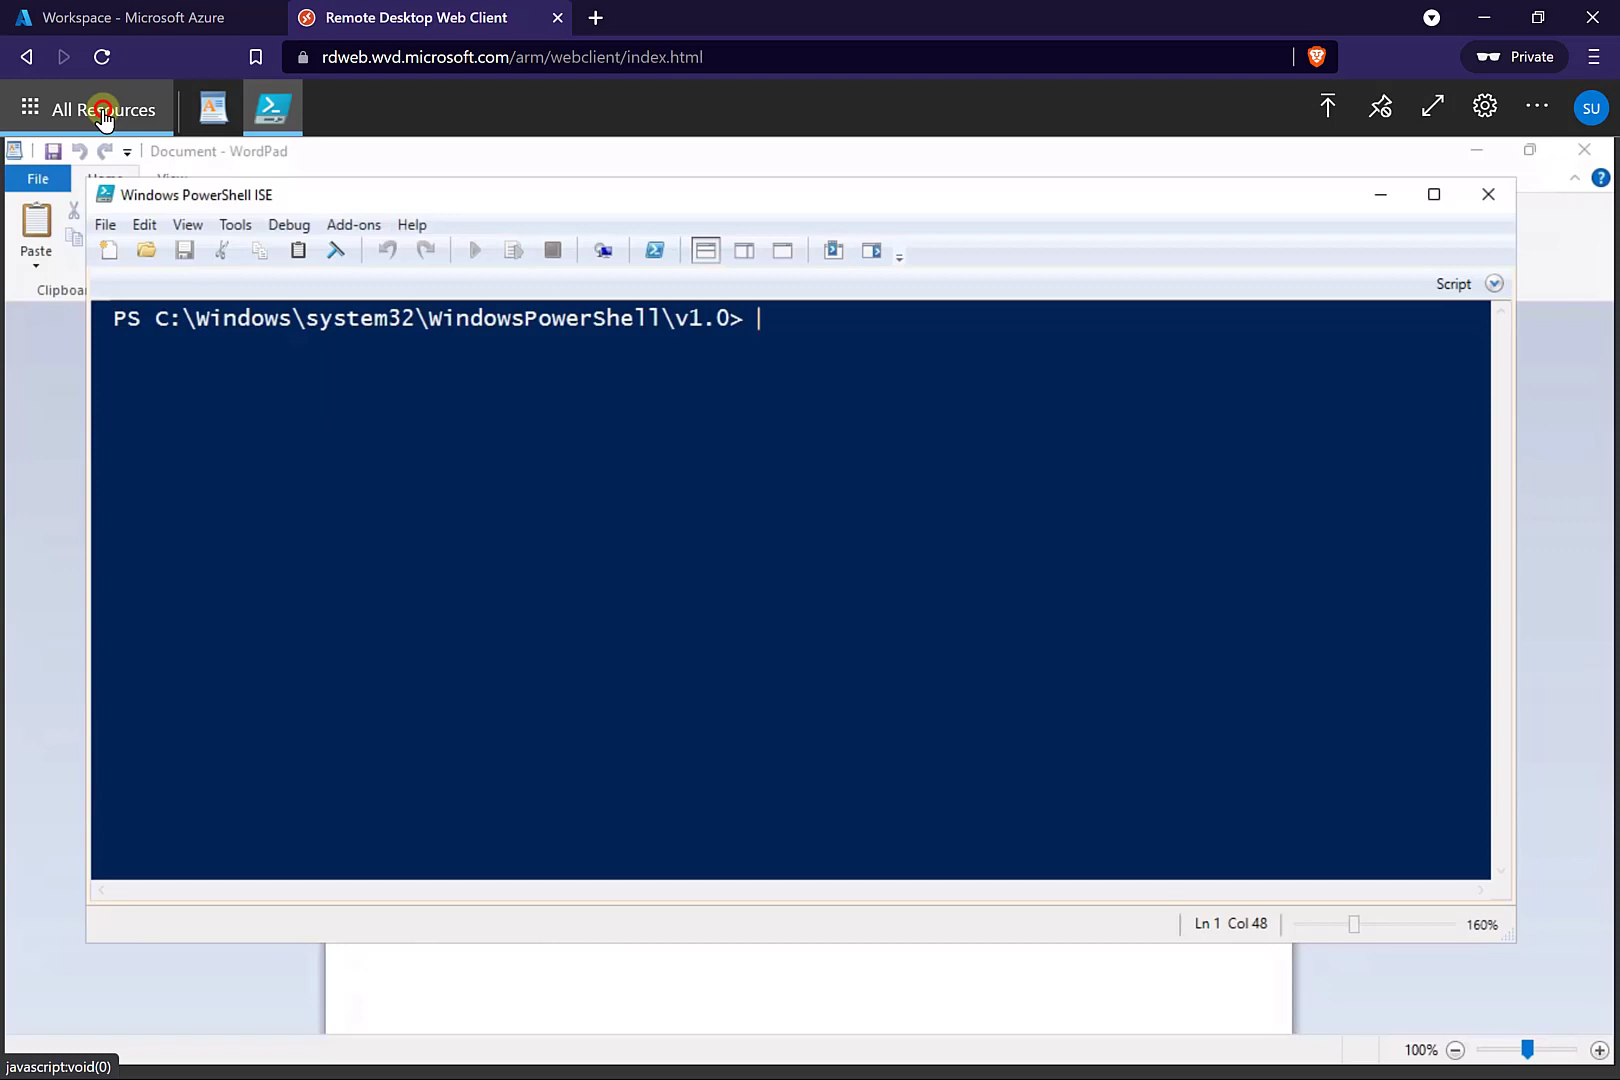 Workspace - Microsoft Azure
Remote Desktop Web Client
rdweb.wvd.microsoft.com/arm/webclient/index.html
Private
All Resources
SU
Document - WordPad
File
Windows PowerShell ISE
File Edit View Tools Debug Add-ons Help
Paste
Clipboar
Script
PS C:\Windows\system32\WindowsPowerShell\v1.0>
Ln 1 Col 48
160%
100%
javascript:void(0)